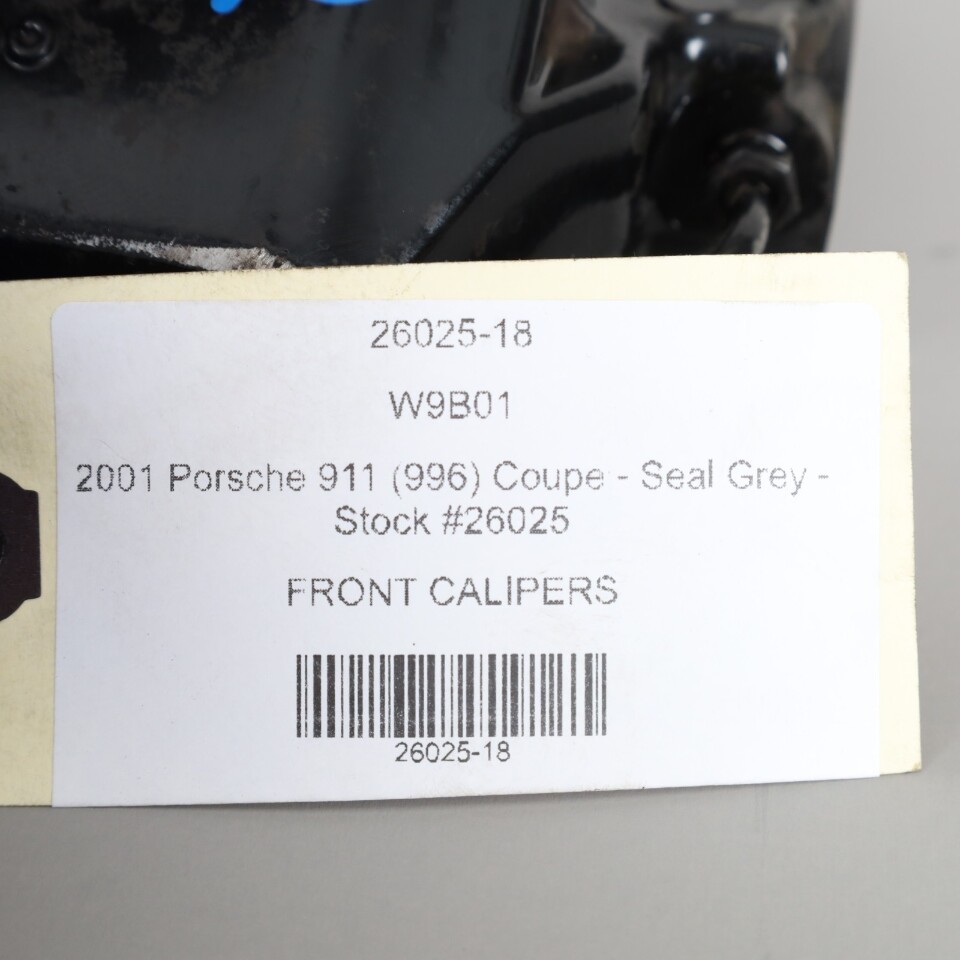 26025-18
W9B01
2001 Porsche 911 (996) Coupe - Seal Grey -
Stock #26025
FRONT CALIPERS
26025-18